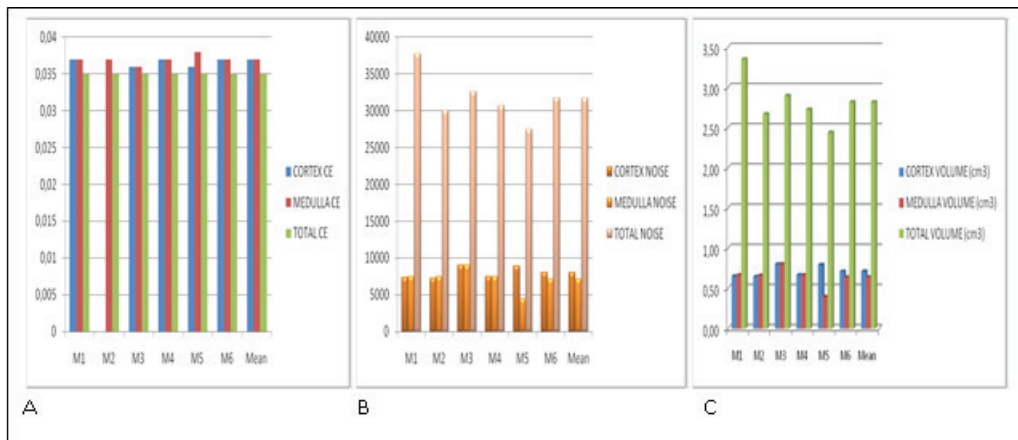 0,04
0,035
0,03
0,025
0,02
0,015
0,01
0,005
0
M1 M2 M3 M4 M5 M6 Mean
CORTEX CE
MEDULLA CE
TOTAL CE
A
40000
35000
30000
25000
20000
15000
10000
5000
0
M1 M2 M3 M4 M5 M6 Mean
CORTEX NOISE
MEDULLA NOISE
TOTAL NOISE
B
3,50
3,00
2,50
2,00
1,50
1,00
0,50
0,00
M1 M2 M3 M4 M5 M6 Mean
CORTEX VOLUME (cm3)
MEDULLA VOLUME (cm3)
TOTAL VOLUME (cm3)
C